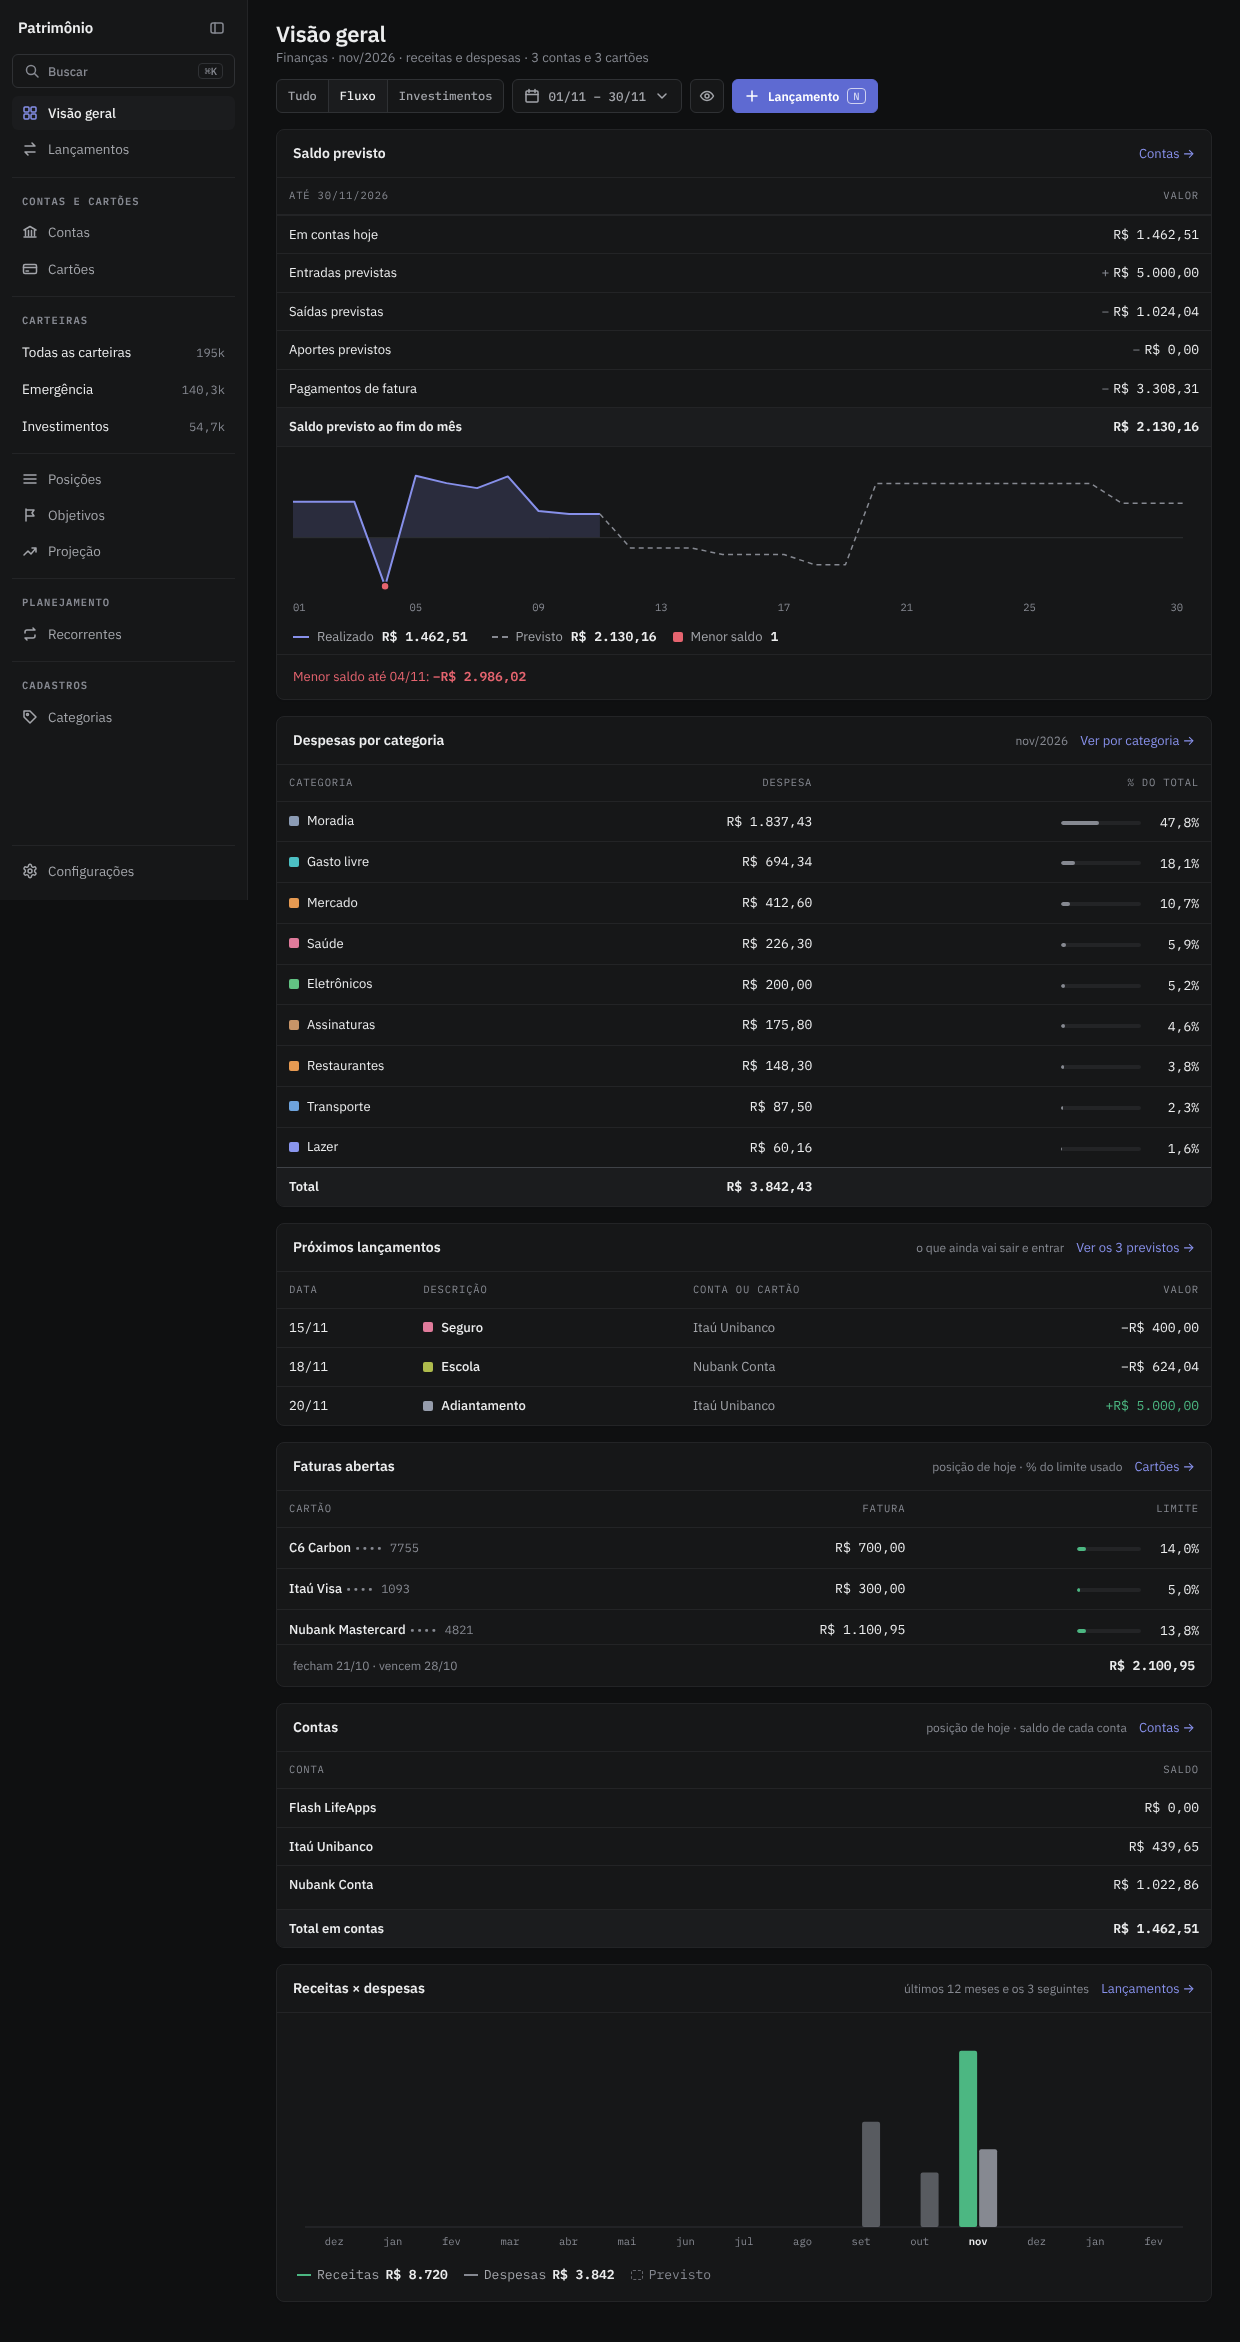 Patrimônio
Buscar ⌘K
Visão geral
Lançamentos
CONTAS E CARTÕES
Contas
Cartões
CARTEIRAS
Todas as carteiras 195k
Emergência 140,3k
Investimentos 54,7k
Posições
Objetivos
Projeção
PLANEJAMENTO
Recorrentes
CADASTROS
Categorias
Configurações
Visão geral
Finanças · nov/2026 · receitas e despesas · 3 contas e 3 cartões
Tudo Fluxo Investimentos 01/11 – 30/11 Lançamento N
Saldo previsto Contas →
ATÉ 30/11/2026 VALOR
Em contas hoje R$ 1.462,51
Entradas previstas + R$ 5.000,00
Saídas previstas − R$ 1.024,04
Aportes previstos − R$ 0,00
Pagamentos de fatura − R$ 3.308,31
Saldo previsto ao fim do mês R$ 2.130,16
01 05 09 13 17 21 25 30
Realizado R$ 1.462,51 Previsto R$ 2.130,16 Menor saldo 1
Menor saldo até 04/11: −R$ 2.986,02
Despesas por categoria nov/2026 Ver por categoria →
CATEGORIA DESPESA % DO TOTAL
Moradia R$ 1.837,43 47,8%
Gasto livre R$ 694,34 18,1%
Mercado R$ 412,60 10,7%
Saúde R$ 226,30 5,9%
Eletrônicos R$ 200,00 5,2%
Assinaturas R$ 175,80 4,6%
Restaurantes R$ 148,30 3,8%
Transporte R$ 87,50 2,3%
Lazer R$ 60,16 1,6%
Total R$ 3.842,43
Próximos lançamentos o que ainda vai sair e entrar Ver os 3 previstos →
DATA DESCRIÇÃO CONTA OU CARTÃO VALOR
15/11 Seguro Itaú Unibanco −R$ 400,00
18/11 Escola Nubank Conta −R$ 624,04
20/11 Adiantamento Itaú Unibanco +R$ 5.000,00
Faturas abertas posição de hoje · % do limite usado Cartões →
CARTÃO FATURA LIMITE
C6 Carbon •••• 7755 R$ 700,00 14,0%
Itaú Visa •••• 1093 R$ 300,00 5,0%
Nubank Mastercard •••• 4821 R$ 1.100,95 13,8%
fecham 21/10 · vencem 28/10 R$ 2.100,95
Contas posição de hoje · saldo de cada conta Contas →
CONTA SALDO
Flash LifeApps R$ 0,00
Itaú Unibanco R$ 439,65
Nubank Conta R$ 1.022,86
Total em contas R$ 1.462,51
Receitas × despesas últimos 12 meses e os 3 seguintes Lançamentos →
dez jan fev mar abr mai jun jul ago set out nov dez jan fev
Receitas R$ 8.720 Despesas R$ 3.842 Previsto